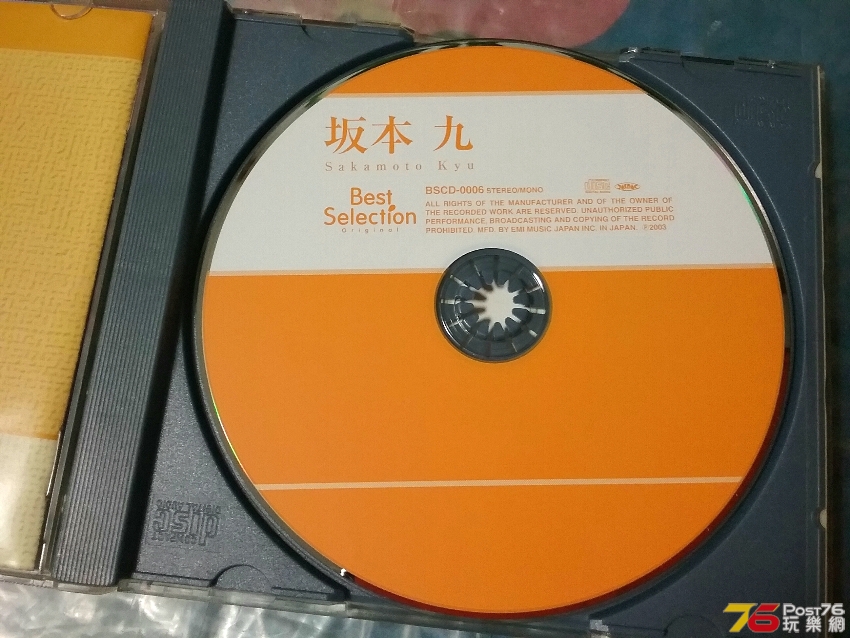 坂本 九
Sakamoto Kyu
Best
Selection
Original
BSCD-0006 STEREO/MONO
ALL RIGHTS OF THE MANUFACTURER AND OF THE OWNER OF
THE RECORDED WORK ARE RESERVED. UNAUTHORIZED PUBLIC
PERFORMANCE, BROADCASTING AND COPYING OF THE RECORD
PROHIBITED. MFD. BY EMI MUSIC JAPAN INC. IN JAPAN. ℗2003
disc
76 POST76
玩樂網